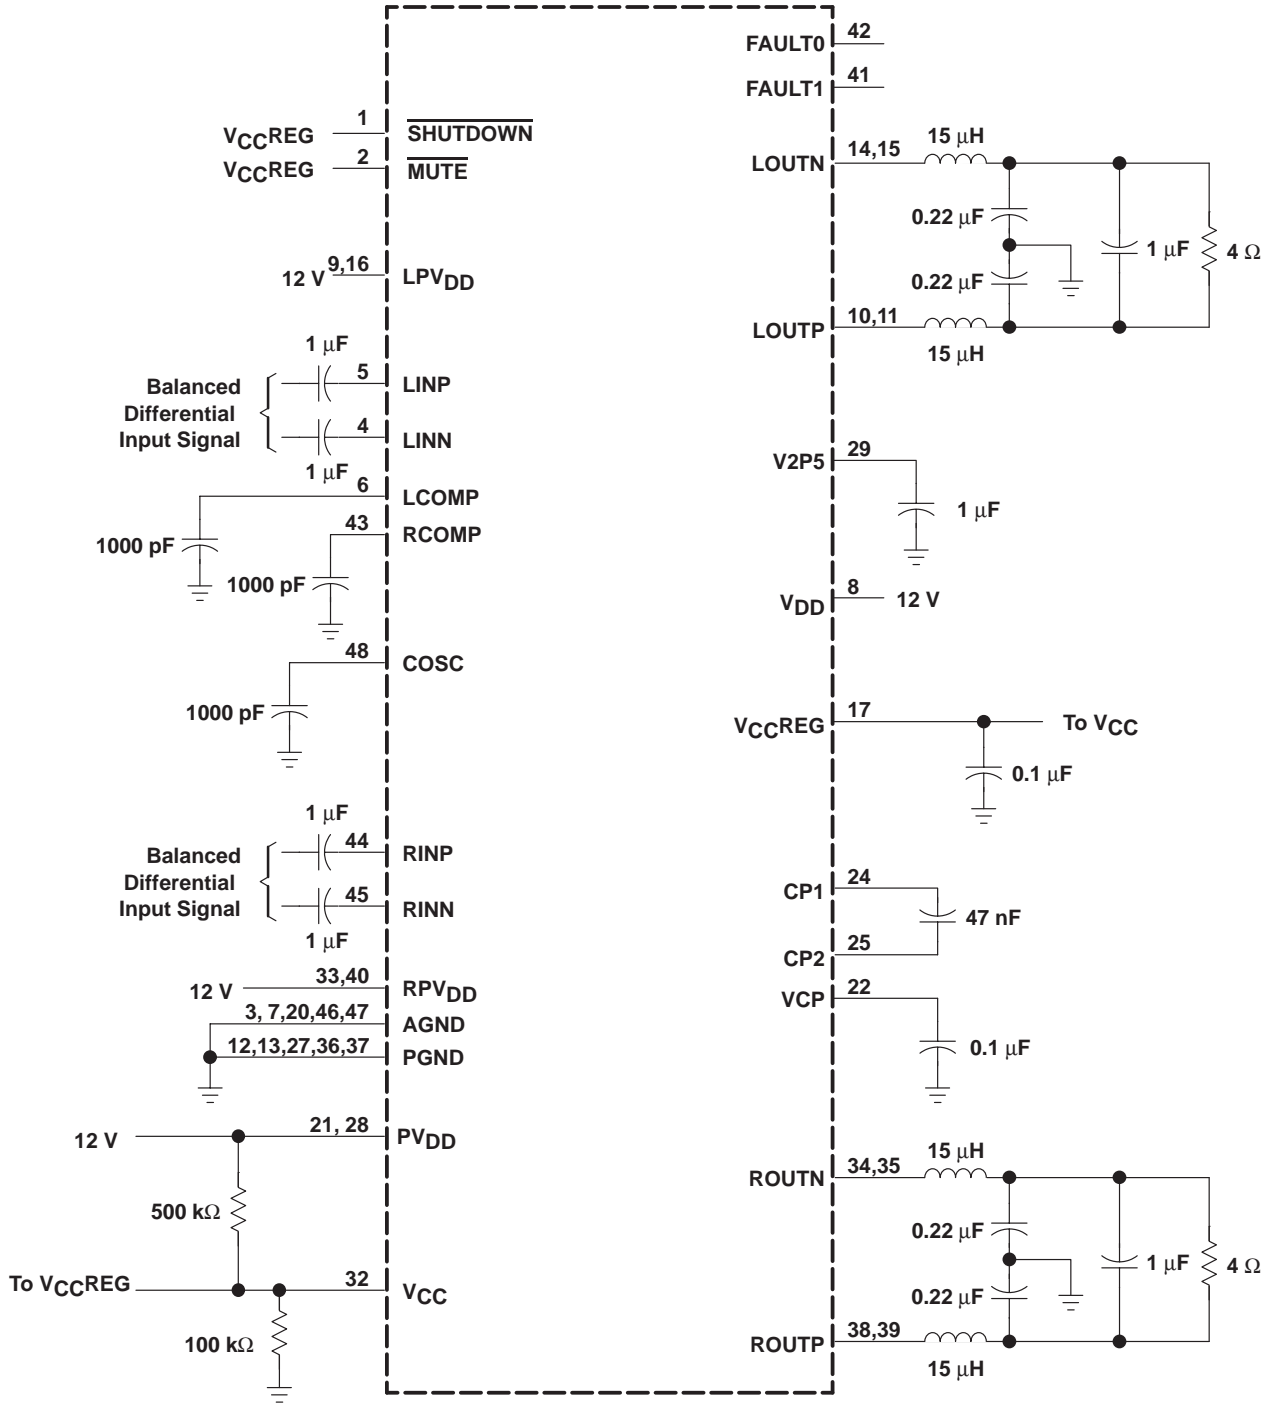 FAULT0
42
FAULT1
41
1
VCCREG
SHUTDOWN
2
VCCREG
MUTE
15 μH
LOUTN
14,15
0.22 μF
1 μF
4 Ω
0.22 μF
LOUTP
10,11
15 μH
9,16
12 V
LPVDD
1 μF
5
LINP
Balanced
Differential
Input Signal
4
LINN
1 μF
6
LCOMP
1000 pF
43
RCOMP
1000 pF
V2P5
29
1 μF
VDD
8
12 V
48
COSC
1000 pF
VCCREG
17
To VCC
0.1 μF
1 μF
44
RINP
Balanced
Differential
Input Signal
45
RINN
1 μF
CP1
24
47 nF
CP2
25
VCP
22
0.1 μF
33,40
12 V
RPVDD
3, 7,20,46,47
AGND
12,13,27,36,37
PGND
12 V
21, 28
PVDD
500 kΩ
To VCCREG
32
VCC
100 kΩ
15 μH
ROUTN
34,35
0.22 μF
1 μF
4 Ω
0.22 μF
ROUTP
38,39
15 μH